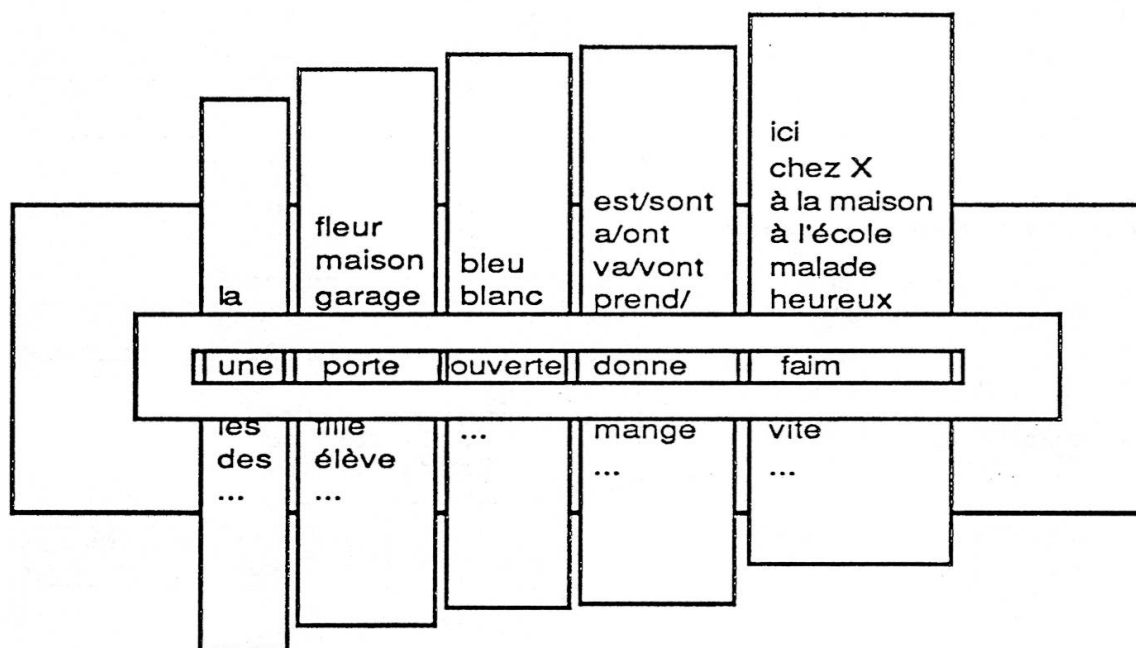 la
une
les
des
...
fleur
maison
garage
porte
fille
élève
...
bleu
blanc
ouverte
...
est/sont
a/ont
va/vont
prend/
donne
mange
...
ici
chez X
à la maison
à l'école
malade
heureux
faim
vite
...